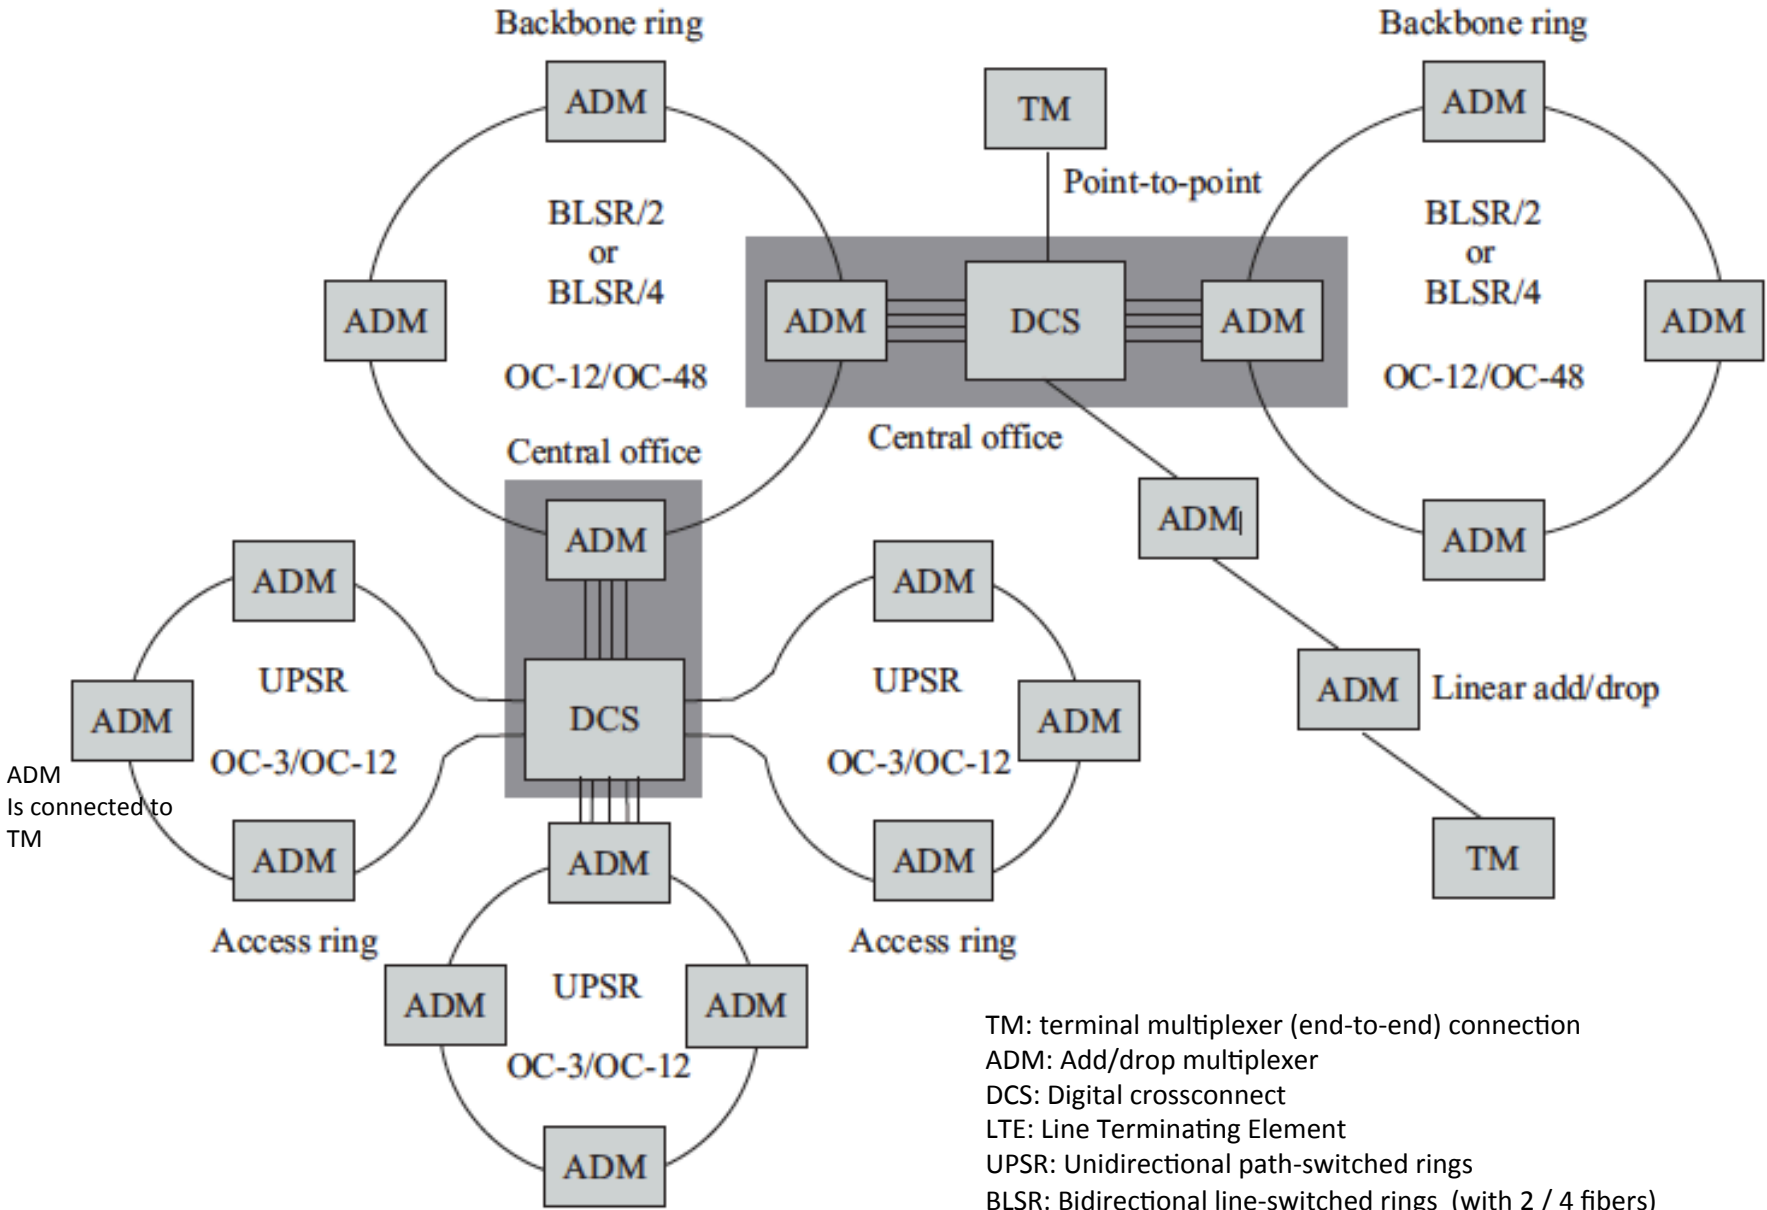 Backbone ring
Backbone ring
ADM
TM
ADM
Point-to-point
BLSR/2
or
BLSR/4
BLSR/2
or
BLSR/4
ADM
ADM
DCS
ADM
ADM
OC-12/OC-48
OC-12/OC-48
Central office
Central office
ADM
ADM
ADM
ADM
ADM
UPSR
UPSR
ADM
Linear add/drop
ADM
DCS
ADM
OC-3/OC-12
OC-3/OC-12
ADM
Is connected to
TM
ADM
ADM
ADM
TM
Access ring
Access ring
ADM
UPSR
ADM
OC-3/OC-12
ADM
TM: terminal multiplexer (end-to-end) connection
ADM: Add/drop multiplexer
DCS: Digital crossconnect
LTE: Line Terminating Element
UPSR: Unidirectional path-switched rings
BLSR: Bidirectional line-switched rings (with 2 / 4 fibers)